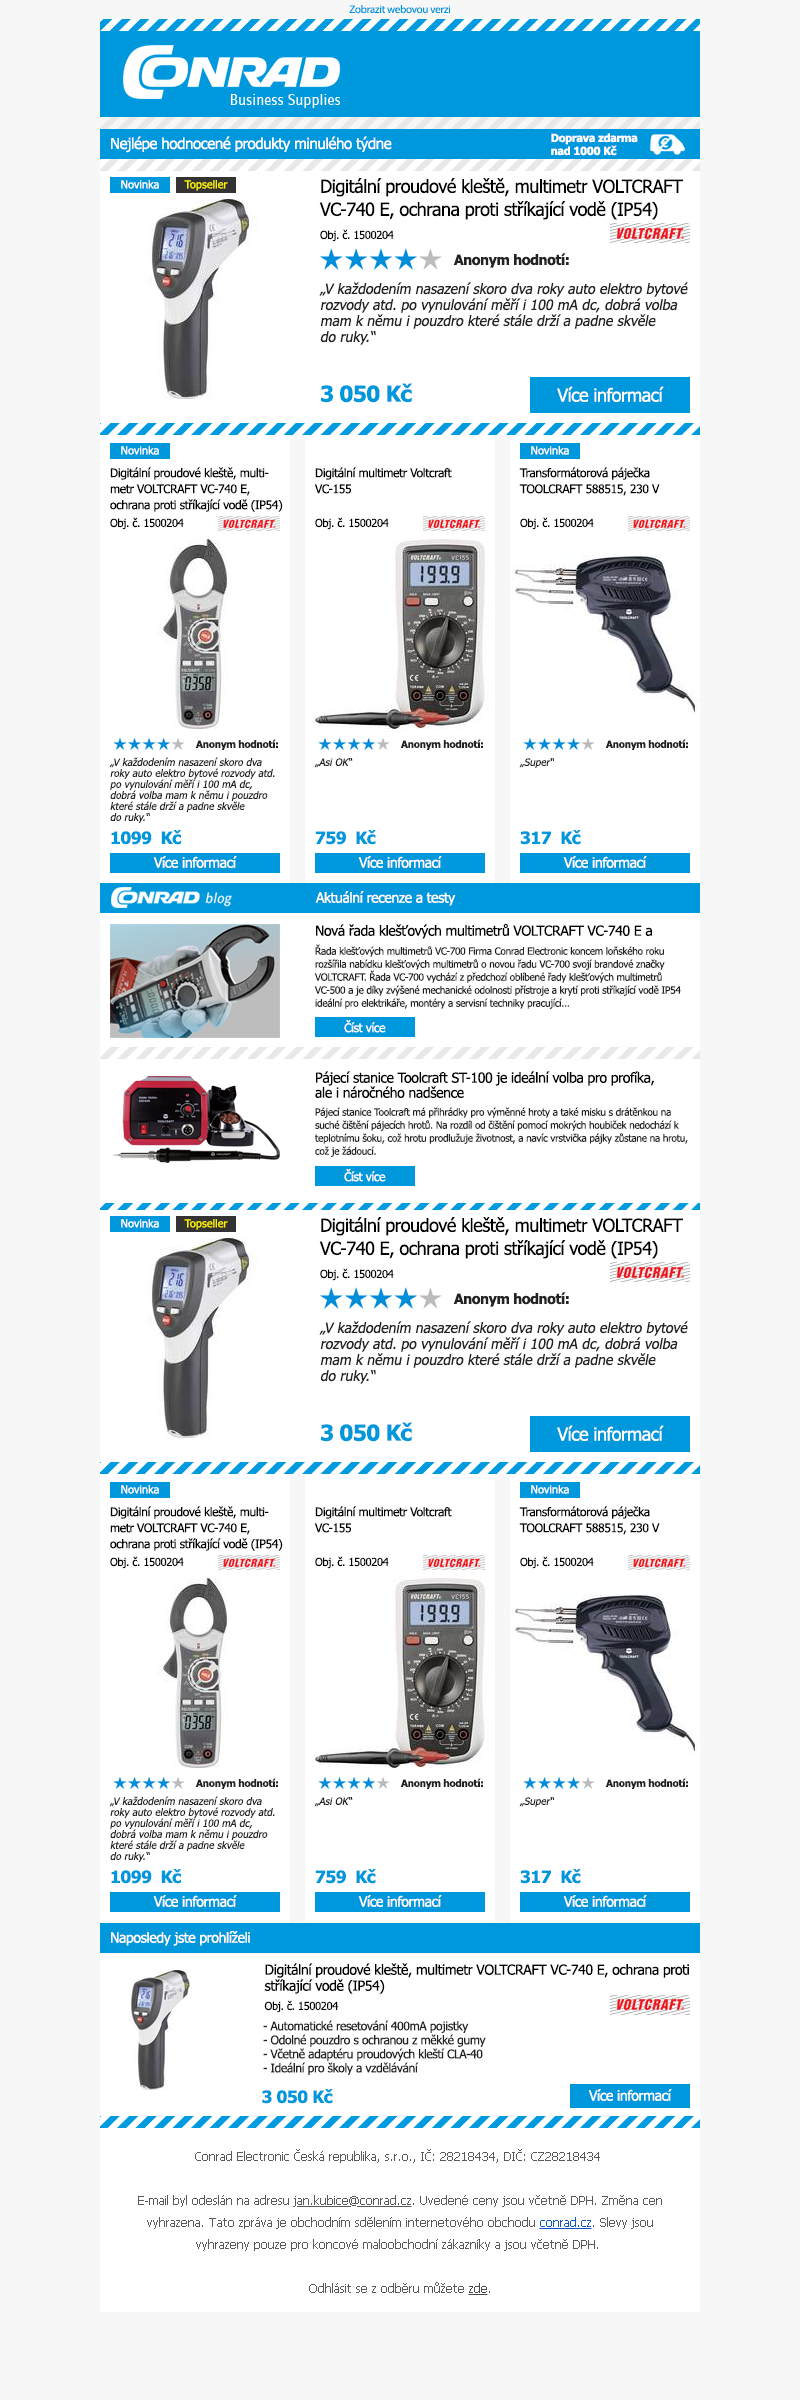 Zobrazit webovou verzi
CONRAD
Business Supplies
Nejlépe hodnocené produkty minulého týdne
Doprava zdarma
nad 1000 Kč
Novinka Topseller
Digitální proudové kleště, multimetr VOLTCRAFT
VC-740 E, ochrana proti stříkající vodě (IP54)
Obj. č. 1500204 VOLTCRAFT.
Anonym hodnotí:
„V každodením nasazení skoro dva roky auto elektro bytové
rozvody atd. po vynulování měří i 100 mA dc, dobrá volba
mam k němu i pouzdro které stále drží a padne skvěle
do ruky."
3 050 Kč Více informací
Novinka
Digitální proudové kleště, multi-
metr VOLTCRAFT VC-740 E,
ochrana proti stříkající vodě (IP54)
Obj. č. 1500204 VOLTCRAFT.
035.8
Anonym hodnotí:
„V každodením nasazení skoro dva
roky auto elektro bytové rozvody atd.
po vynulování měří i 100 mA dc,
dobrá volba mam k němu i pouzdro
které stále drží a padne skvěle
do ruky."
1099 Kč
Více informací
Digitální multimetr Voltcraft
VC-155
Obj. č. 1500204 VOLTCRAFT.
VOLTCRAFT VC155
199.9
Anonym hodnotí:
„Asi OK"
759 Kč
Více informací
Novinka
Transformátorová páječka
TOOLCRAFT 588515, 230 V
Obj. č. 1500204 VOLTCRAFT.
TOOLCRAFT
Anonym hodnotí:
„Super"
317 Kč
Více informací
CONRAD blog Aktuální recenze a testy
Nová řada klešťových multimetrů VOLTCRAFT VC-740 E a
Řada klešťových multimetrů VC-700 Firma Conrad Electronic koncem loňského roku
rozšířila nabídku klešťových multimetrů o novou řadu VC-700 svojí brandové značky
VOLTCRAFT. Řada VC-700 vychází z předchozí oblíbené řady klešťových multimetrů
VC-500 a je díky zvýšené mechanické odolnosti přístroje a krytí proti stříkající vodě IP54
ideální pro elektrikáře, montéry a servisní techniky pracující...
Číst více
Pájecí stanice Toolcraft ST-100 je ideální volba pro profíka,
ale i náročného nadšence
Pájecí stanice Toolcraft má přihrádky pro výměnné hroty a také misku s drátěnkou na
suché čištění pájecích hrotů. Na rozdíl od čištění pomocí mokrých houbiček nedochází k
teplotnímu šoku, což hrotu prodlužuje životnost, a navíc vrstvička pájky zůstane na hrotu,
což je žádoucí.
Číst více
Novinka Topseller
Digitální proudové kleště, multimetr VOLTCRAFT
VC-740 E, ochrana proti stříkající vodě (IP54)
Obj. č. 1500204 VOLTCRAFT.
Anonym hodnotí:
„V každodením nasazení skoro dva roky auto elektro bytové
rozvody atd. po vynulování měří i 100 mA dc, dobrá volba
mam k němu i pouzdro které stále drží a padne skvěle
do ruky."
3 050 Kč Více informací
Novinka
Digitální proudové kleště, multi-
metr VOLTCRAFT VC-740 E,
ochrana proti stříkající vodě (IP54)
Obj. č. 1500204 VOLTCRAFT.
035.8
Anonym hodnotí:
„V každodením nasazení skoro dva
roky auto elektro bytové rozvody atd.
po vynulování měří i 100 mA dc,
dobrá volba mam k němu i pouzdro
které stále drží a padne skvěle
do ruky."
1099 Kč
Více informací
Digitální multimetr Voltcraft
VC-155
Obj. č. 1500204 VOLTCRAFT.
VOLTCRAFT VC155
199.9
Anonym hodnotí:
„Asi OK"
759 Kč
Více informací
Novinka
Transformátorová páječka
TOOLCRAFT 588515, 230 V
Obj. č. 1500204 VOLTCRAFT.
TOOLCRAFT
Anonym hodnotí:
„Super"
317 Kč
Více informací
Naposledy jste prohlíželi
Digitální proudové kleště, multimetr VOLTCRAFT VC-740 E, ochrana proti
stříkající vodě (IP54)
Obj. č. 1500204 VOLTCRAFT.
- Automatické resetování 400mA pojistky
- Odolné pouzdro s ochranou z měkké gumy
- Včetně adaptéru proudových kleští CLA-40
- Ideální pro školy a vzdělávání
3 050 Kč Více informací
Conrad Electronic Česká republika, s.r.o., IČ: 28218434, DIČ: CZ28218434
E-mail byl odeslán na adresu jan.kubice@conrad.cz. Uvedené ceny jsou včetně DPH. Změna cen
vyhrazena. Tato zpráva je obchodním sdělením internetového obchodu conrad.cz. Slevy jsou
vyhrazeny pouze pro koncové maloobchodní zákazníky a jsou včetně DPH.
Odhlásit se z odběru můžete zde.